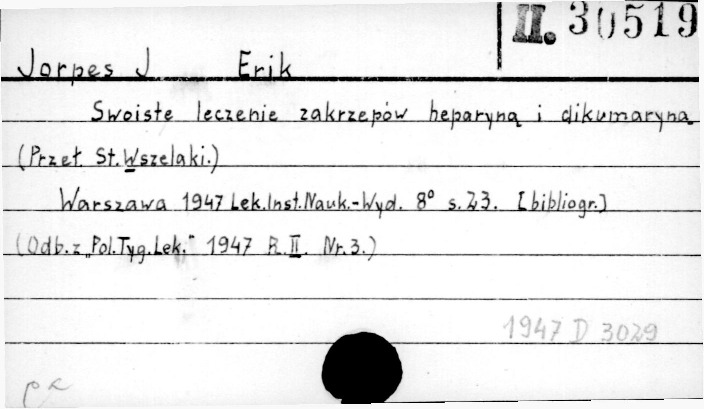 II. 30519
Jorpes J Erik
Swoiste leczenie zakrzepów heparyną i dikumaryną
(Przeł. St. Wszelaki.)
Warszawa 1947 Lek. Inst. Nauk.-Wyd. 8° s. 23. [bibliogr.]
(Odb. z „Pol. Tyg. Lek." 1947 R. II. Nr. 3.)
1947 D 3029